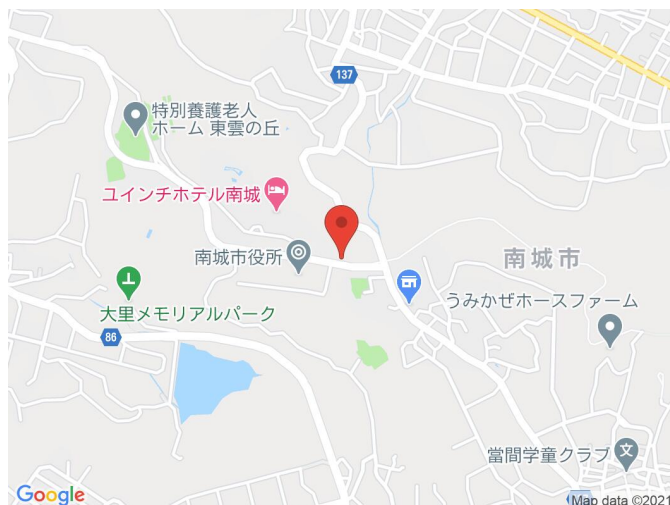 137
特別養護老人
ホーム 東雲の丘
ユインチホテル南城
南城市役所
南城市
うみかぜホースファーム
大里メモリアルパーク
86
當間学童クラブ
文
Google
Map data ©2021